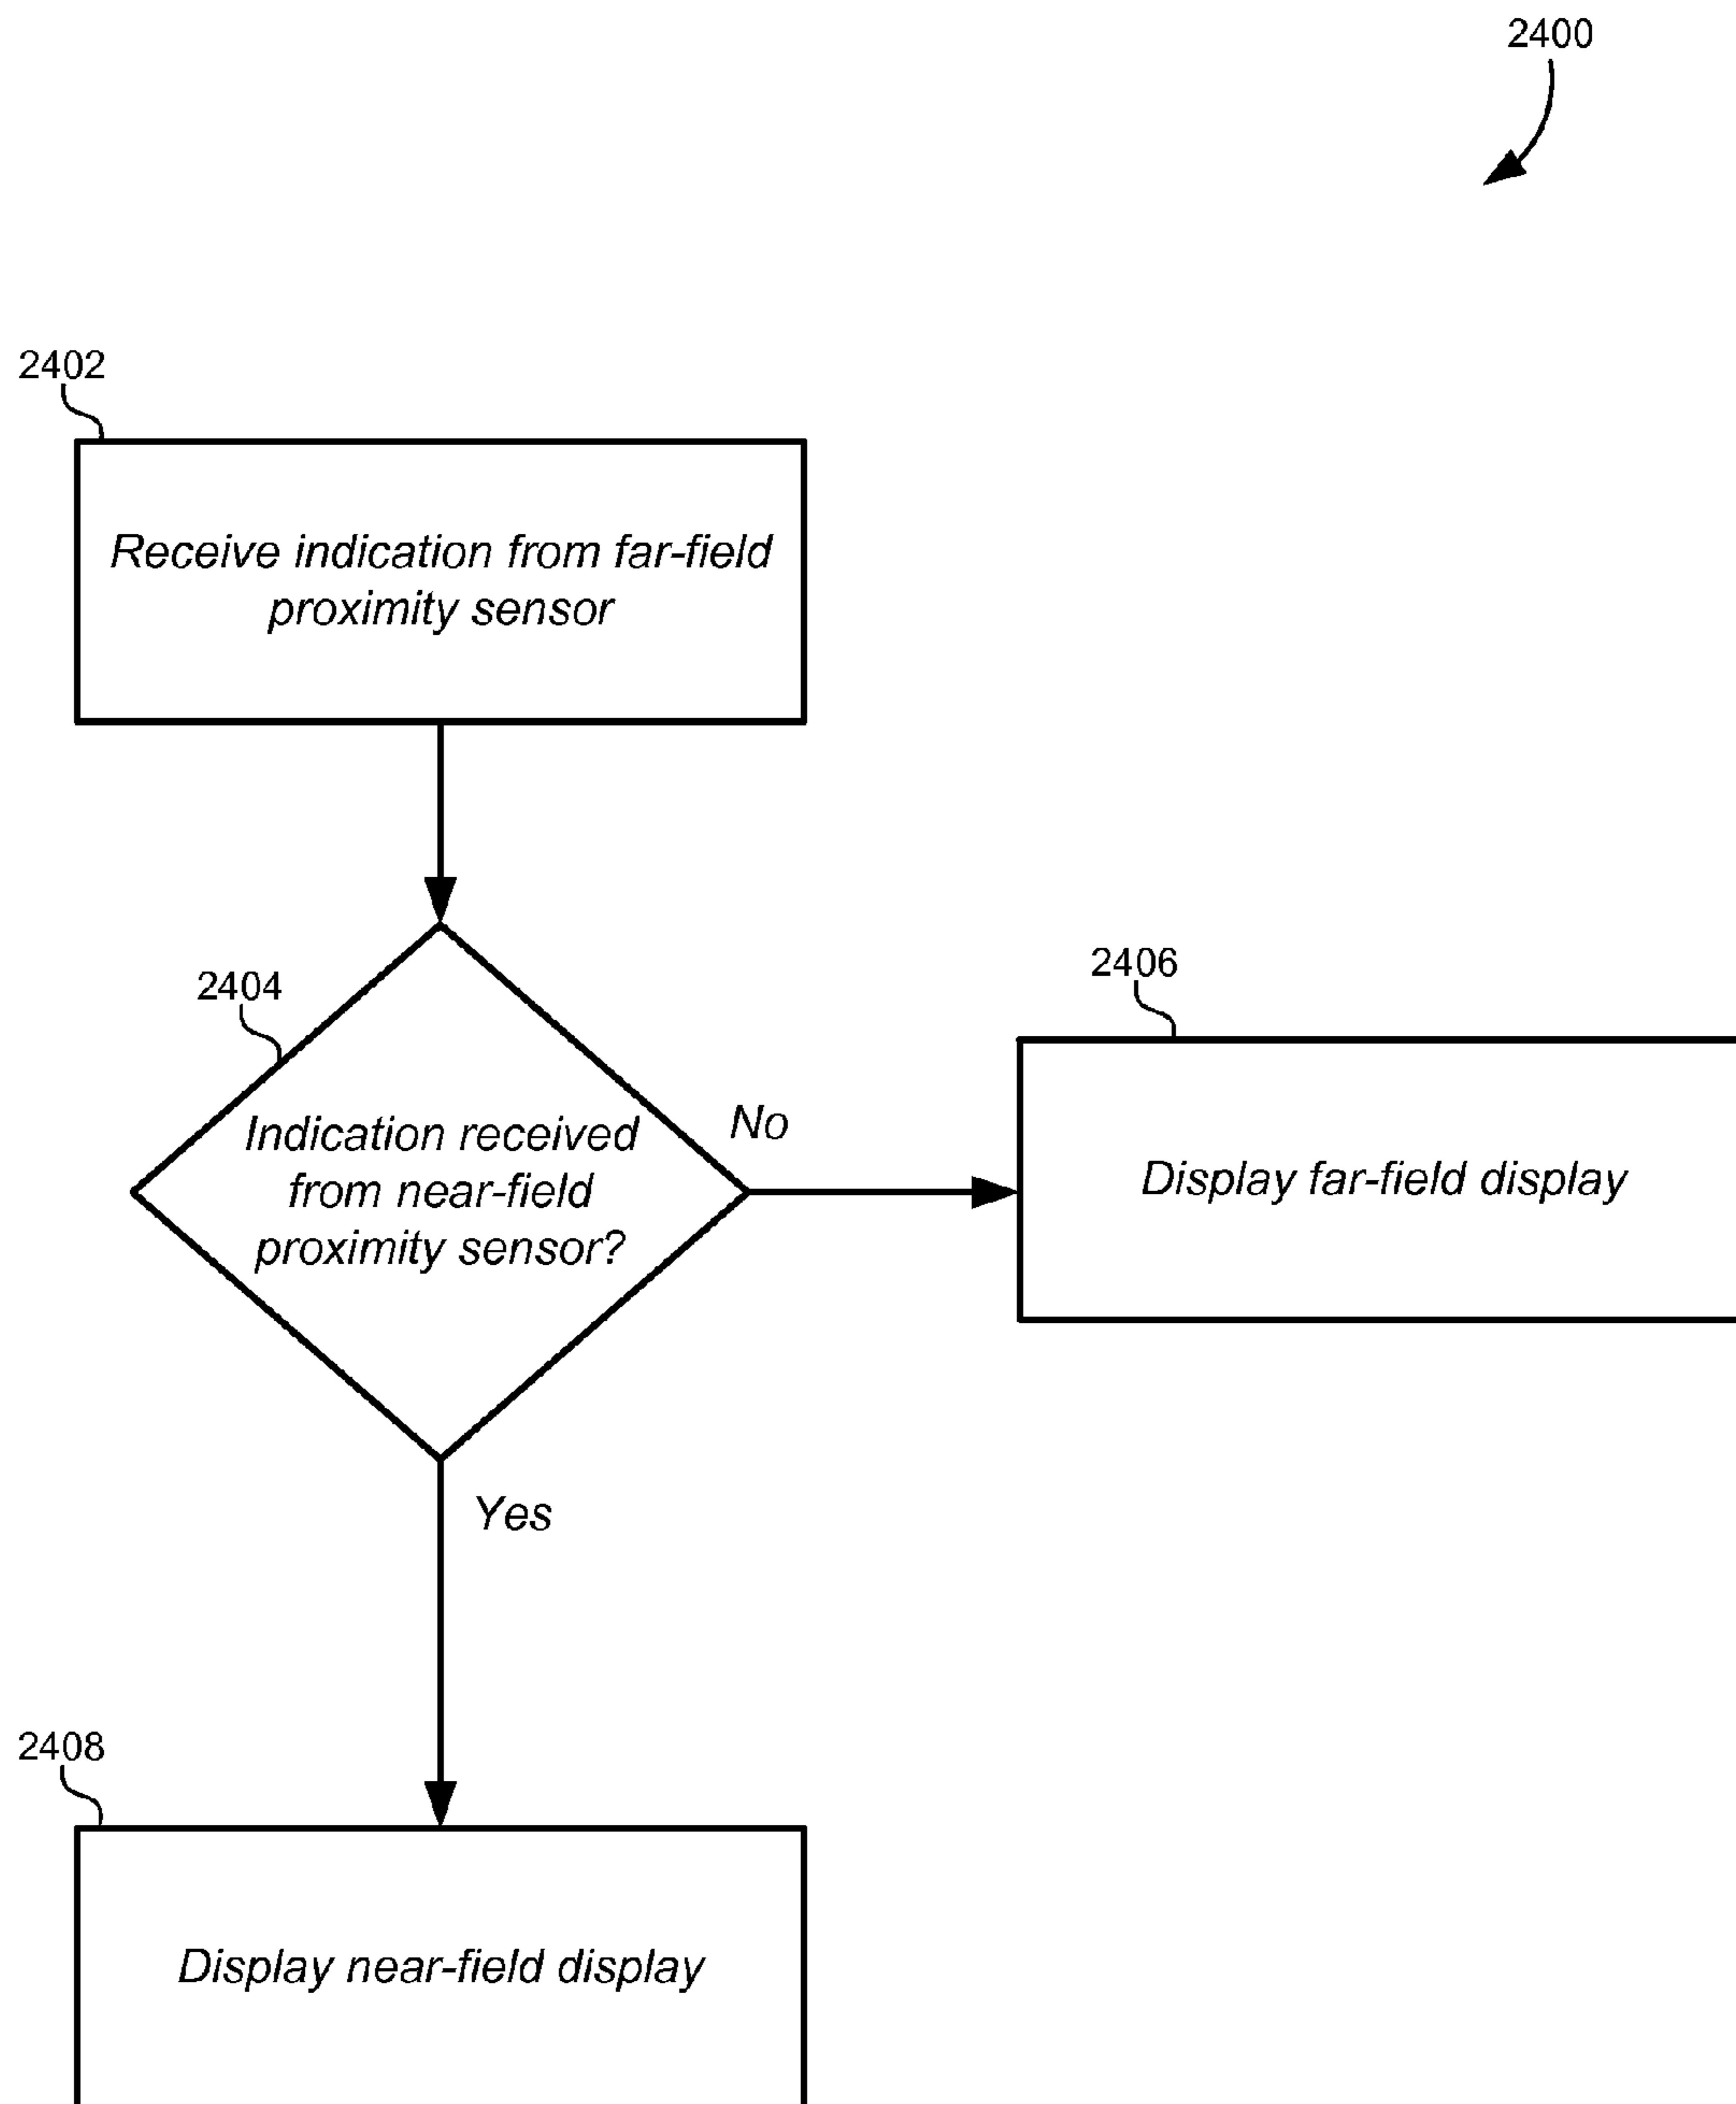 2400
2402
Receive indication from far-field
proximity sensor
2404
Indication received
from near-field
proximity sensor?
No
2406
Display far-field display
Yes
2408
Display near-field display